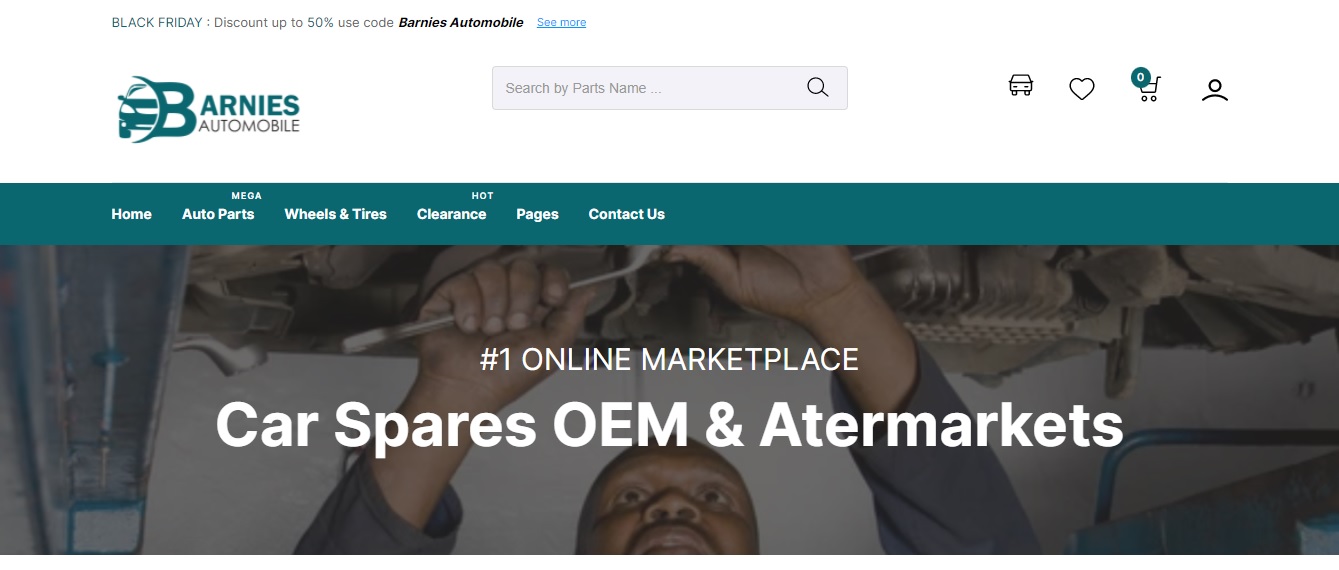 BLACK FRIDAY : Discount up to 50% use code Barnies Automobile See more
BARNIES
AUTOMOBILE
Search by Parts Name ...
0
MEGA HOT
Home Auto Parts Wheels & Tires Clearance Pages Contact Us
#1 ONLINE MARKETPLACE
Car Spares OEM & Atermarkets